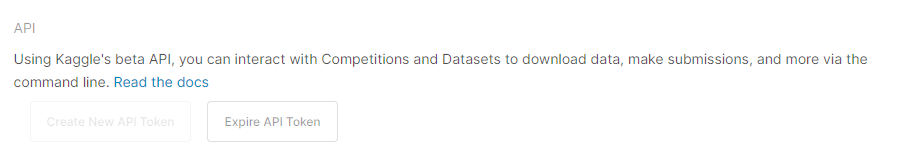 API
Using Kaggle's beta API, you can interact with Competitions and Datasets to download data, make submissions, and more via the
command line. Read the docs
Create New API Token Expire API Token